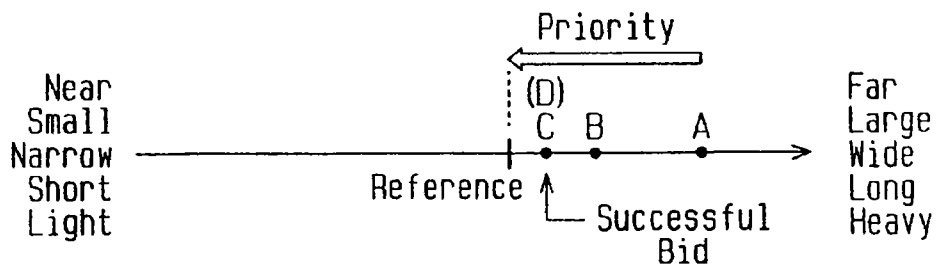 Priority
Near
Small
Narrow
Short
Light
(D)
C B A
Reference
Successful
Bid
Far
Large
Wide
Long
Heavy